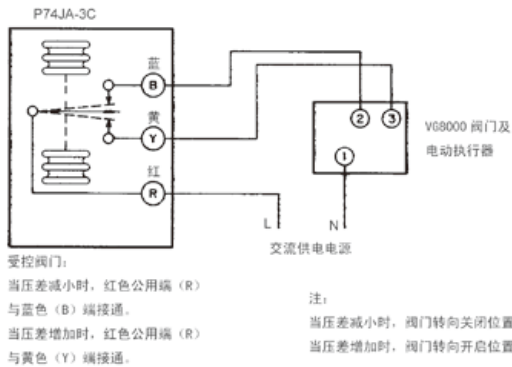 P74JA-3C
蓝
B
黄
Y
红
R
2 3
1
VG8000 阀门及
电动执行器
L N
交流供电电源
受控阀门：
当压差减小时，红色公用端（R）
与蓝色（B）端接通。
当压差增加时，红色公用端（R）
与黄色（Y）端接通。
注：
当压差减小时，阀门转向关闭位置
当压差增加时，阀门转向开启位置